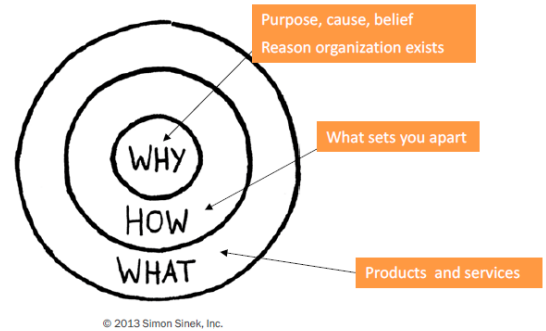 Purpose, cause, belief
Reason organization exists
WHY
What sets you apart
HOW
WHAT
Products and services
© 2013 Simon Sinek, Inc.